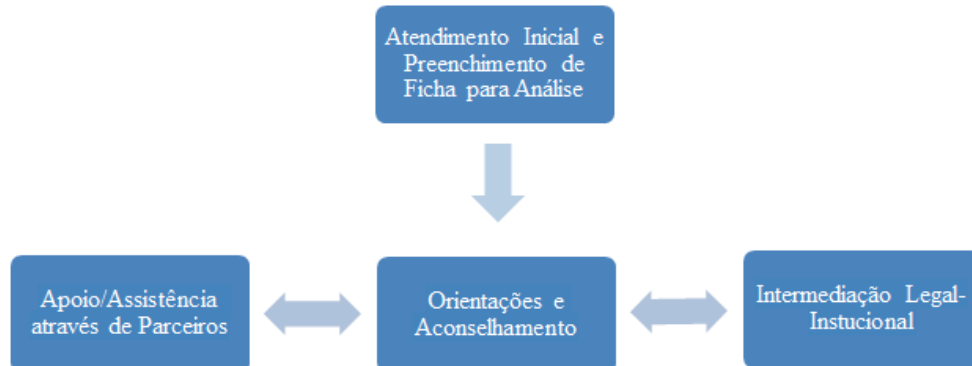 Atendimento Inicial e
Preenchimento de
Ficha para Análise
Apoio/Assistência
através de Parceiros
Orientações e
Aconselhamento
Intermediação Legal-
Instucional